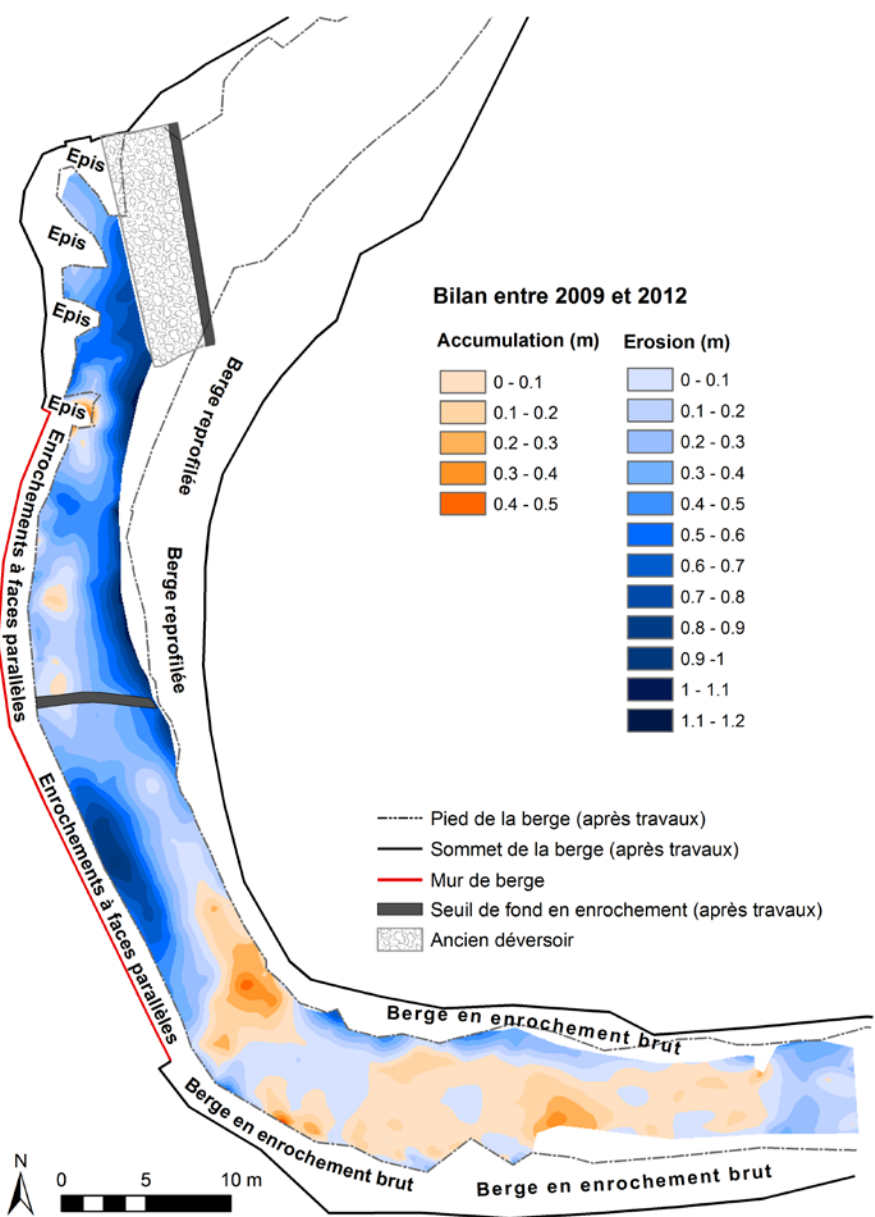 Epis
Epis
Epis
Epis
Enrochements à faces parallèles
Enrochements à faces parallèles
Berge reprofilée
Berge reprofilée
Bilan entre 2009 et 2012
Accumulation (m)
0 - 0.1
0.1 - 0.2
0.2 - 0.3
0.3 - 0.4
0.4 - 0.5
Erosion (m)
0 - 0.1
0.1 - 0.2
0.2 - 0.3
0.3 - 0.4
0.4 - 0.5
0.5 - 0.6
0.6 - 0.7
0.7 - 0.8
0.8 - 0.9
0.9 -1
1 - 1.1
1.1 - 1.2
Pied de la berge (après travaux)
Sommet de la berge (après travaux)
Mur de berge
Seuil de fond en enrochement (après travaux)
Ancien déversoir
Berge en enrochement brut
Berge en enrochement brut
Berge en enrochement brut
N
0 5 10 m